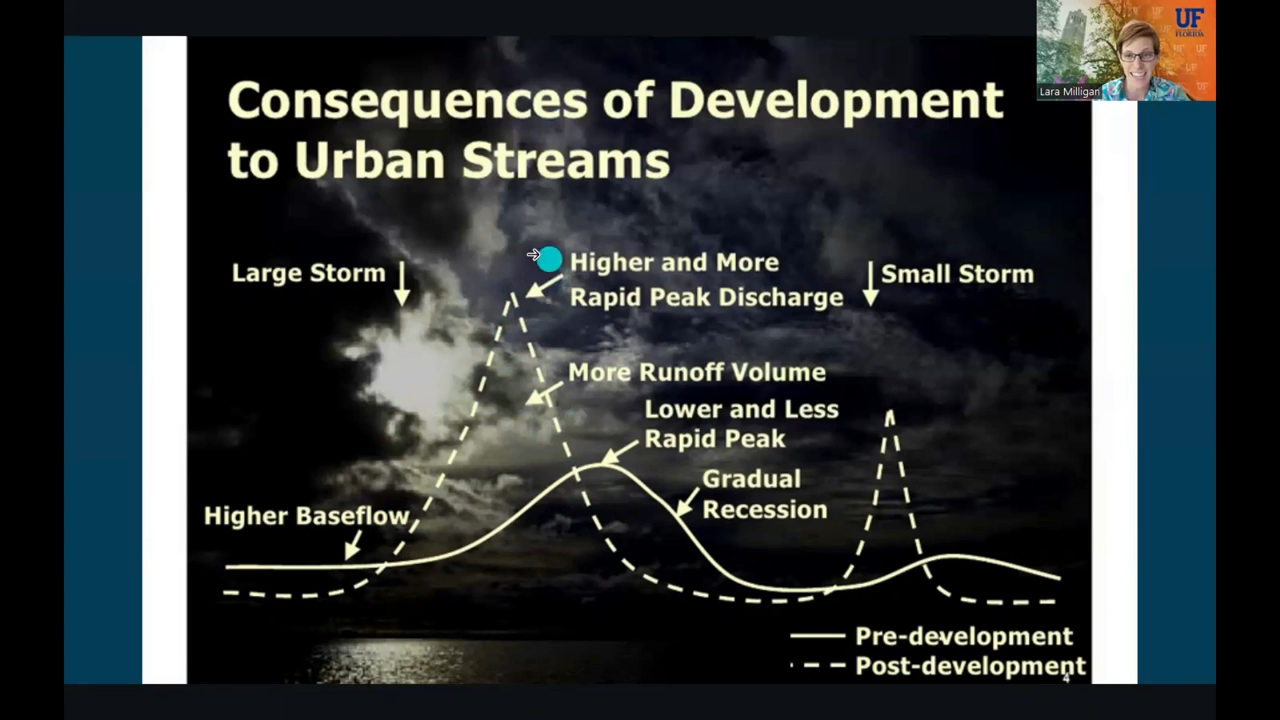 Consequences of Development
to Urban Streams
UF
FLORIDA
Lara Milligan
Large Storm
Higher and More
Rapid Peak Discharge
Small Storm
More Runoff Volume
Lower and Less
Rapid Peak
Gradual
Recession
Higher Baseflow
Pre-development
Post-development
4